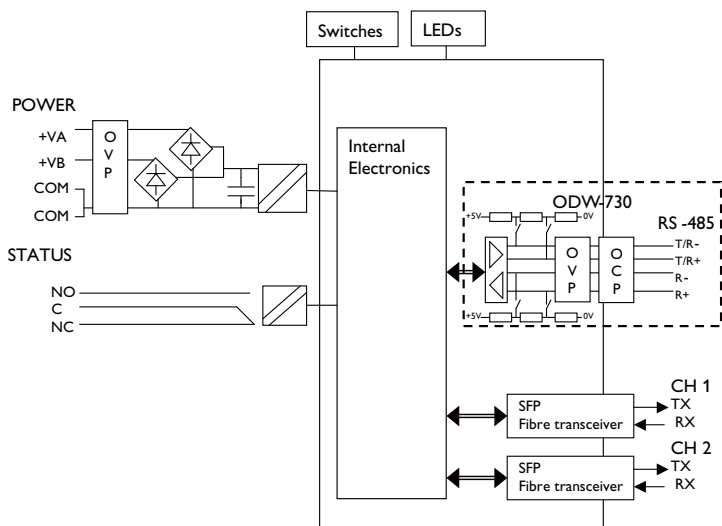 Switches
LEDs
POWER
+VA
+VB
COM
COM
O
V
P
Internal
Electronics
ODW-730
RS -485
+5V
0V
T/R-
T/R+
R-
R+
O
V
P
O
C
P
+5V
0V
STATUS
NO
C
NC
SFP
Fibre transceiver
CH 1
TX
RX
SFP
Fibre transceiver
CH 2
TX
RX